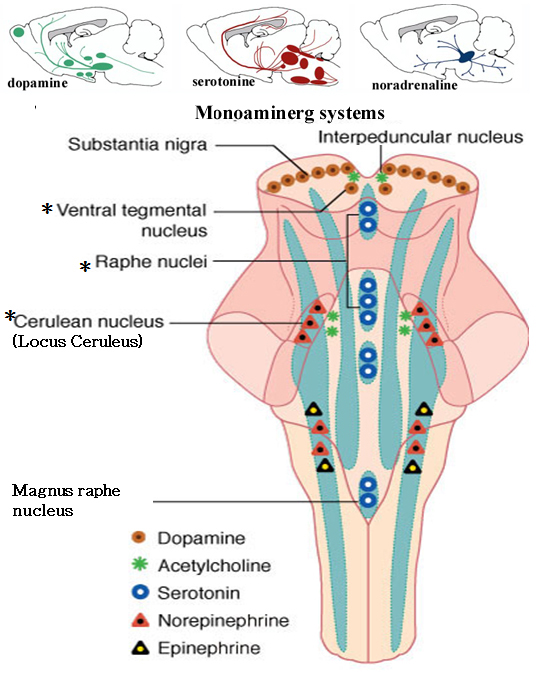 dopamine
serotonine
noradrenaline
Monoaminerg systems
Substantia nigra
Interpeduncular nucleus
* Ventral tegmental
nucleus
* Raphe nuclei
*Cerulean nucleus
(Locus Ceruleus)
Magnus raphe
nucleus
Dopamine
Acetylcholine
Serotonin
Norepinephrine
Epinephrine